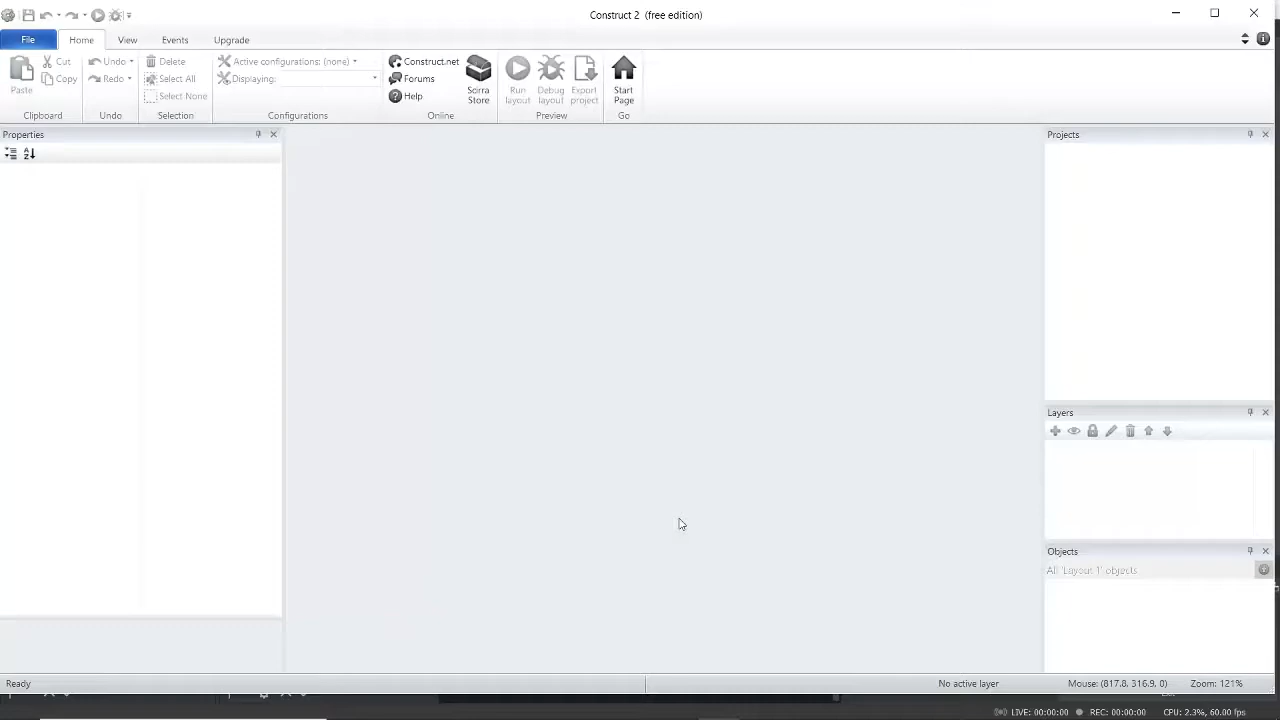 Construct 2 (free edition)
File Home View Events Upgrade
Paste Cut Copy
Clipboard
Undo Redo
Undo
Delete
Select All
Select None
Selection
Active configurations: (none)
Displaying:
Configurations
Construct.net
Forums
Help
Scirra Store
Online
Run layout
Debug layout
Export project
Preview
Start Page
Go
Properties
Projects
Layers
Objects
All 'Layout 1' objects
Ready
No active layer
Mouse: (817.8, 316.9, 0)
Zoom: 121%
LIVE: 00:00:00
REC: 00:00:00
CPU: 2.3%, 60.00 fps